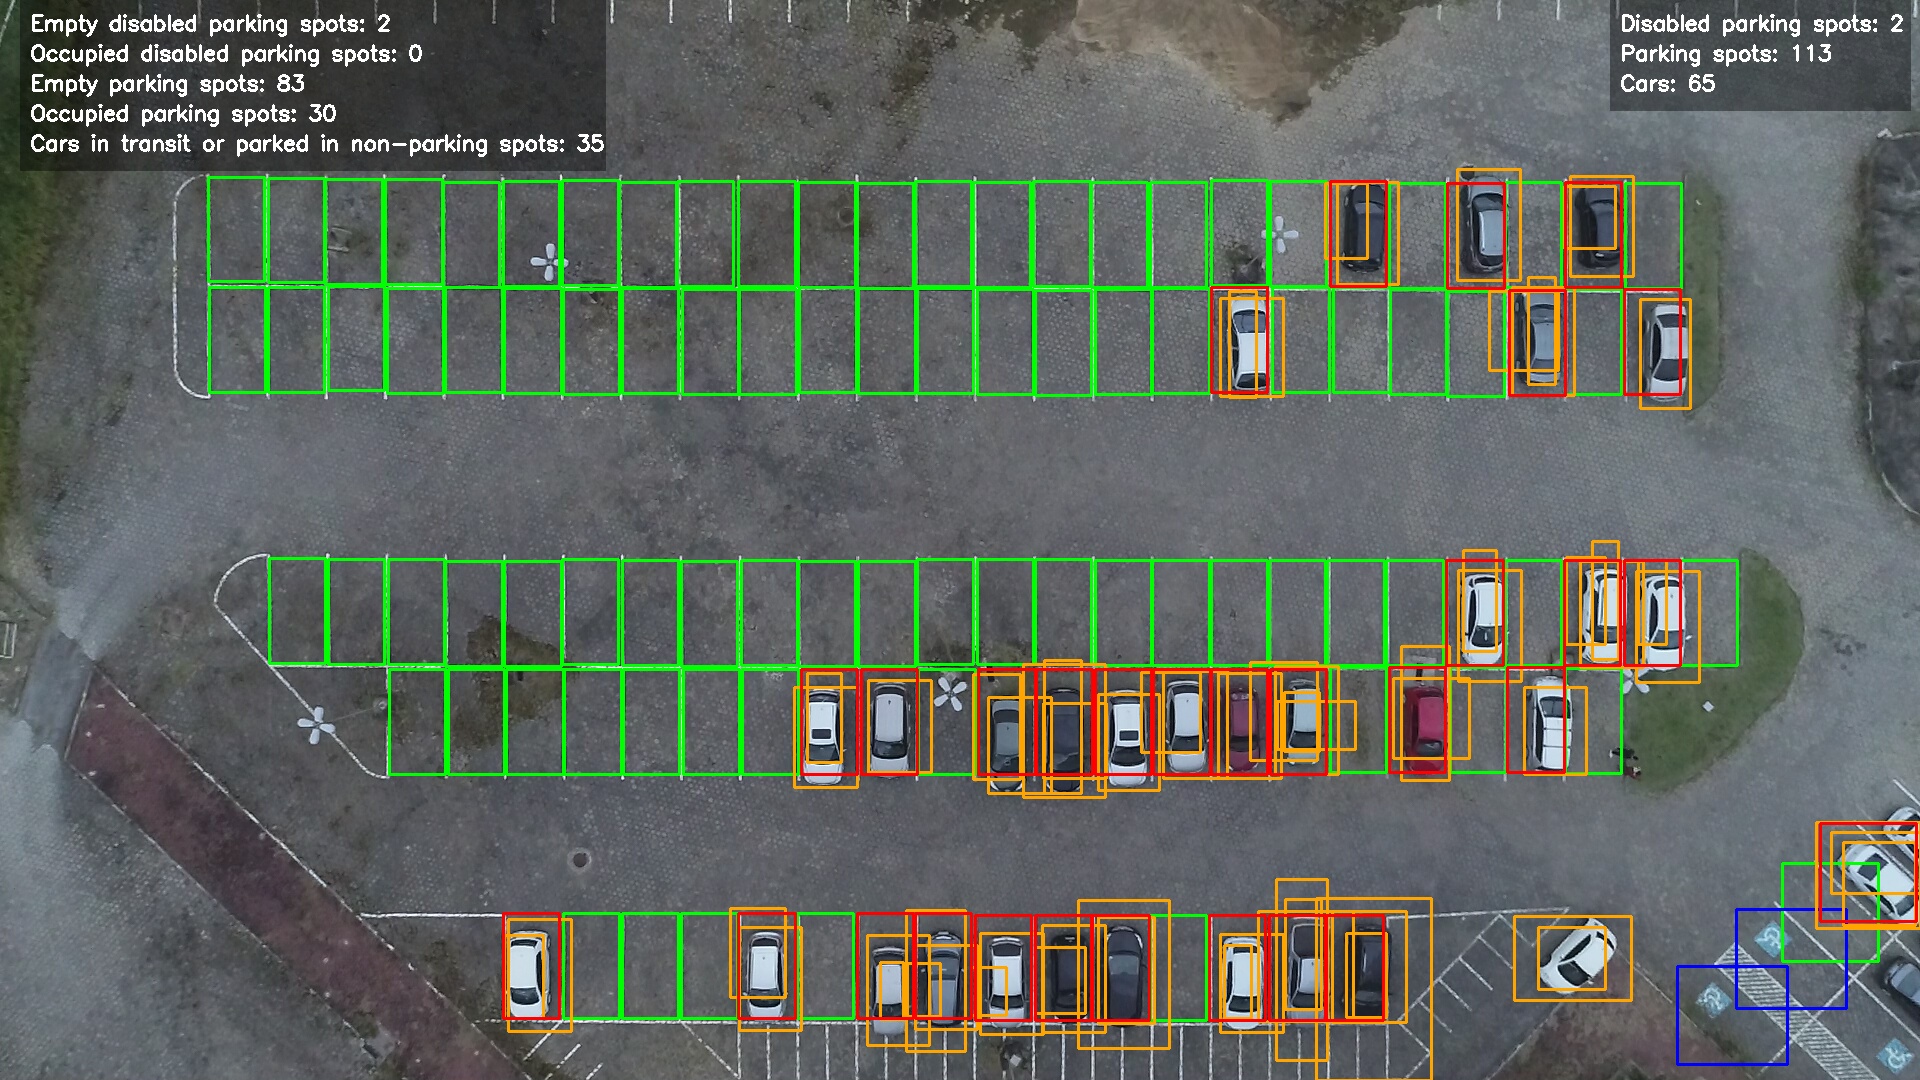 Empty disabled parking spots: 2
Occupied disabled parking spots: 0
Empty parking spots: 83
Occupied parking spots: 30
Cars in transit or parked in non-parking spots: 35
Disabled parking spots: 2
Parking spots: 113
Cars: 65